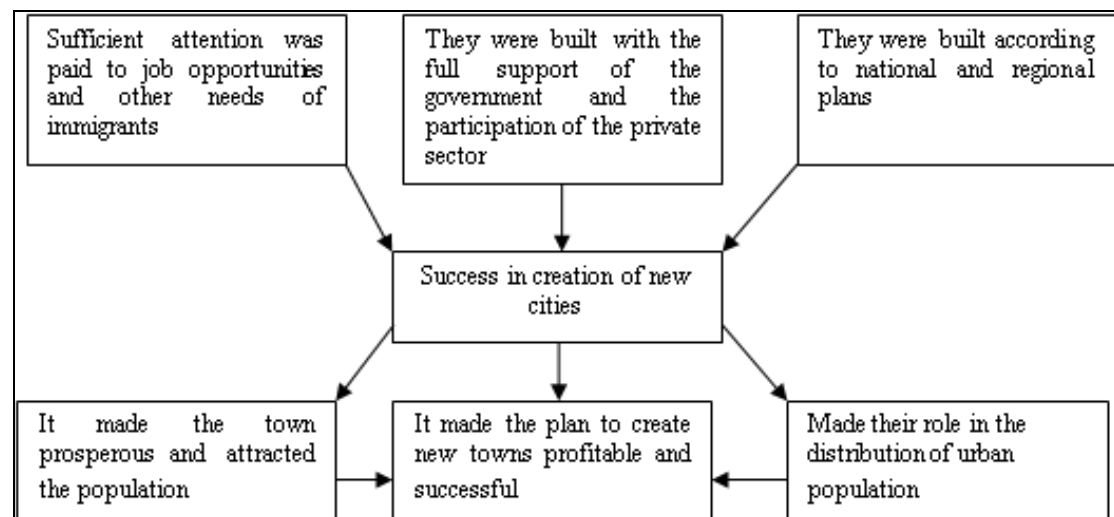 Sufficient attention was
paid to job opportunities
and other needs of
immigrants
They were built with the
full support of the
government and the
participation of the private
sector
They were built according
to national and regional
plans
Success in creation of new
cities
It made the town
prosperous and attracted
the population
It made the plan to create
new towns profitable and
successful
Made their role in the
distribution of urban
population